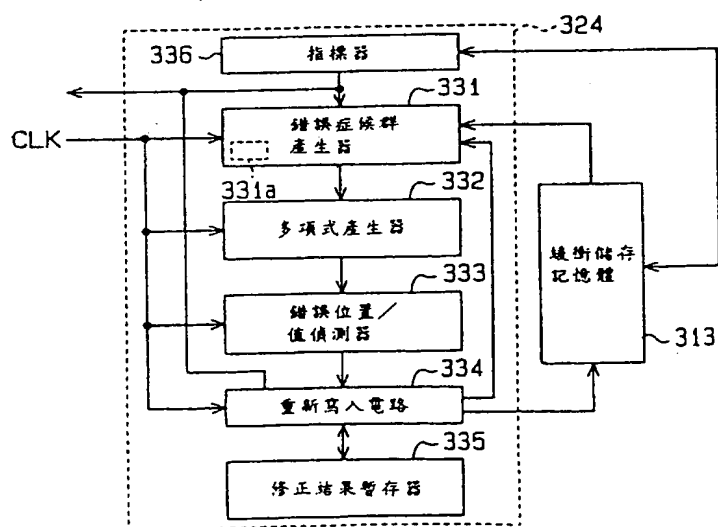 324
336
指標器
331
CLK
錯誤症候群
產生器
331a
332
多項式產生器
緩衝儲存
記憶體
333
錯誤位置/
值偵測器
313
334
重新寫入電路
335
修正結果暫存器